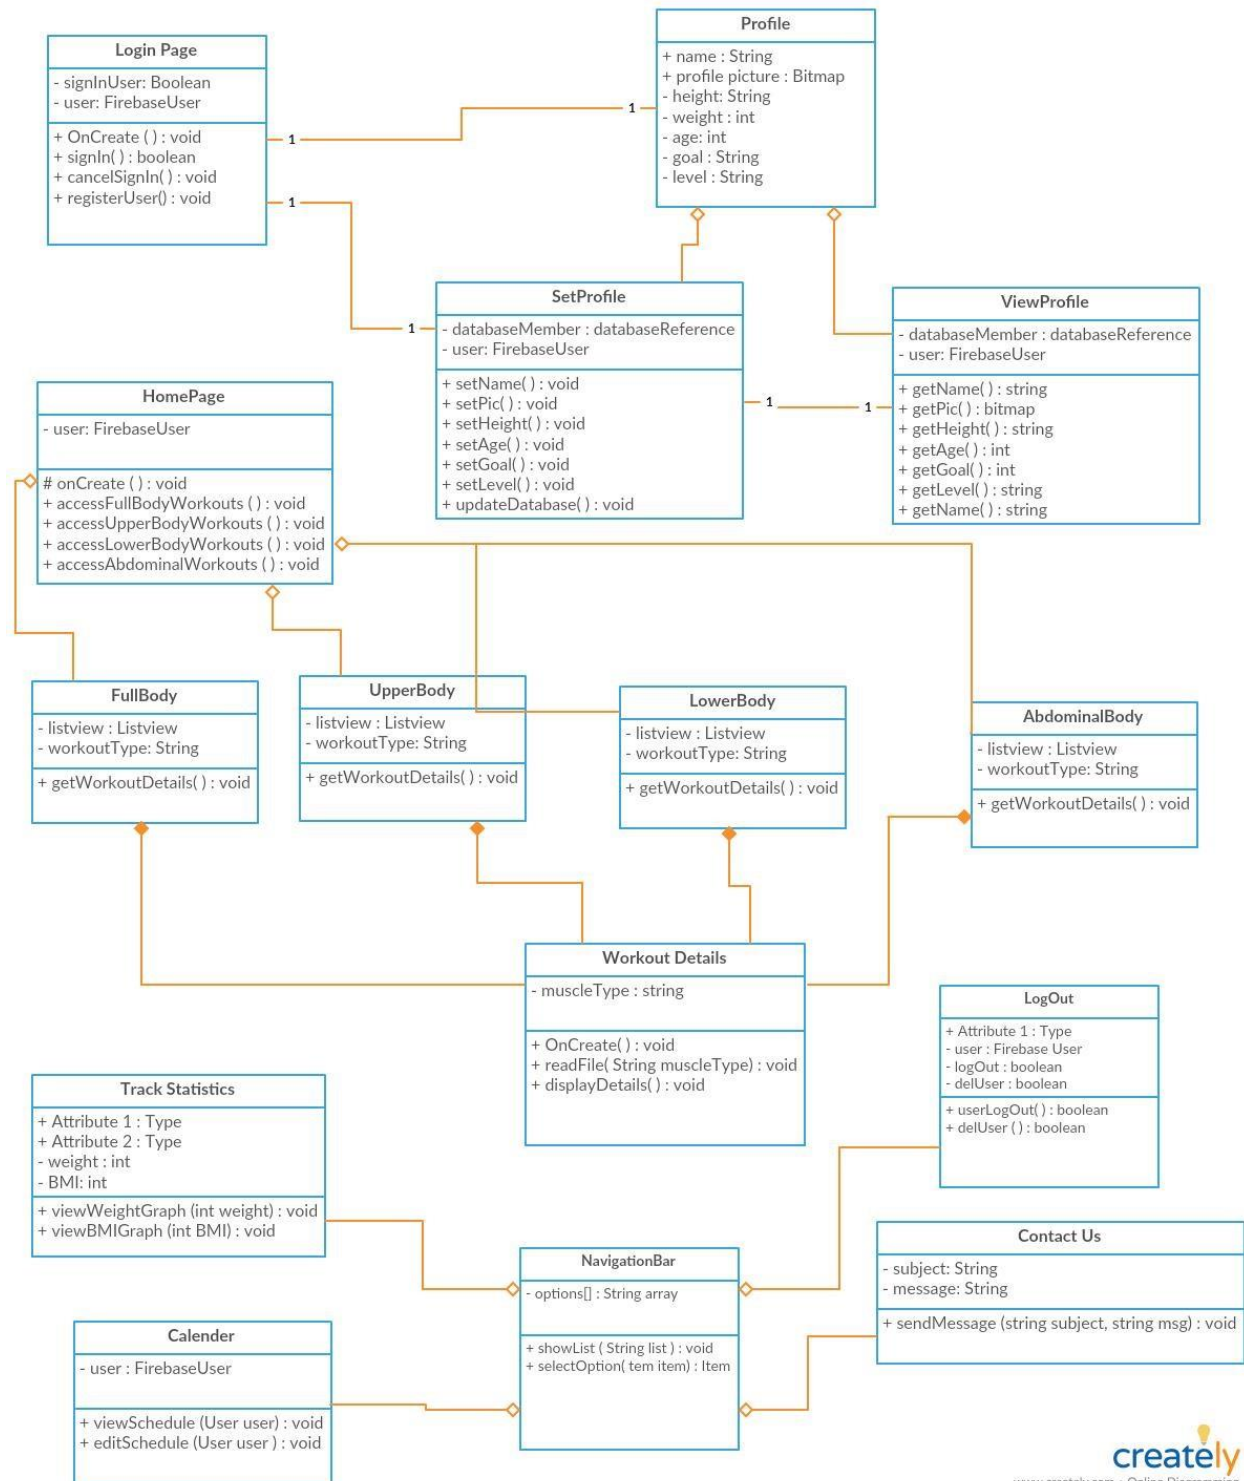 Login Page
- signInUser: Boolean
- user: FirebaseUser
+ OnCreate ( ) : void
+ signIn( ) : boolean
+ cancelSignIn( ) : void
+ registerUser() : void
1
1
1
1
Profile
+ name : String
+ profile picture : Bitmap
- height: String
- weight : int
- age: int
- goal : String
- level : String
SetProfile
- databaseMember : databaseReference
- user: FirebaseUser
+ setName( ) : void
+ setPic( ) : void
+ setHeight( ) : void
+ setAge( ) : void
+ setGoal( ) : void
+ setLevel( ) : void
+ updateDatabase( ) : void
1
1
ViewProfile
- databaseMember : databaseReference
- user: FirebaseUser
+ getName( ) : string
+ getPic( ) : bitmap
+ getHeight( ) : string
+ getAge( ) : int
+ getGoal( ) : int
+ getLevel( ) : string
+ getName( ) : string
HomePage
- user: FirebaseUser
# onCreate ( ) : void
+ accessFullBodyWorkouts ( ) : void
+ accessUpperBodyWorkouts ( ) : void
+ accessLowerBodyWorkouts ( ) : void
+ accessAbdominalWorkouts ( ) : void
FullBody
- listview : Listview
- workoutType: String
+ getWorkoutDetails( ) : void
UpperBody
- listview : Listview
- workoutType: String
+ getWorkoutDetails( ) : void
LowerBody
- listview : Listview
- workoutType: String
+ getWorkoutDetails( ) : void
AbdominalBody
- listview : Listview
- workoutType: String
+ getWorkoutDetails( ) : void
Workout Details
- muscleType : string
+ OnCreate( ) : void
+ readFile( String muscleType) : void
+ displayDetails( ) : void
LogOut
+ Attribute 1 : Type
- user : Firebase User
- logOut : boolean
- delUser : boolean
+ userLogOut( ) : boolean
+ delUser ( ) : boolean
Track Statistics
+ Attribute 1 : Type
+ Attribute 2 : Type
- weight : int
- BMI: int
+ viewWeightGraph (int weight) : void
+ viewBMIGraph (int BMI) : void
NavigationBar
- options[] : String array
+ showList ( String list ) : void
+ selectOption( tem item) : Item
Contact Us
- subject: String
- message: String
+ sendMessage (string subject, string msg) : void
Calender
- user : FirebaseUser
+ viewSchedule (User user) : void
+ editSchedule (User user ) : void
creately
www.creately.com • Online Diagramming